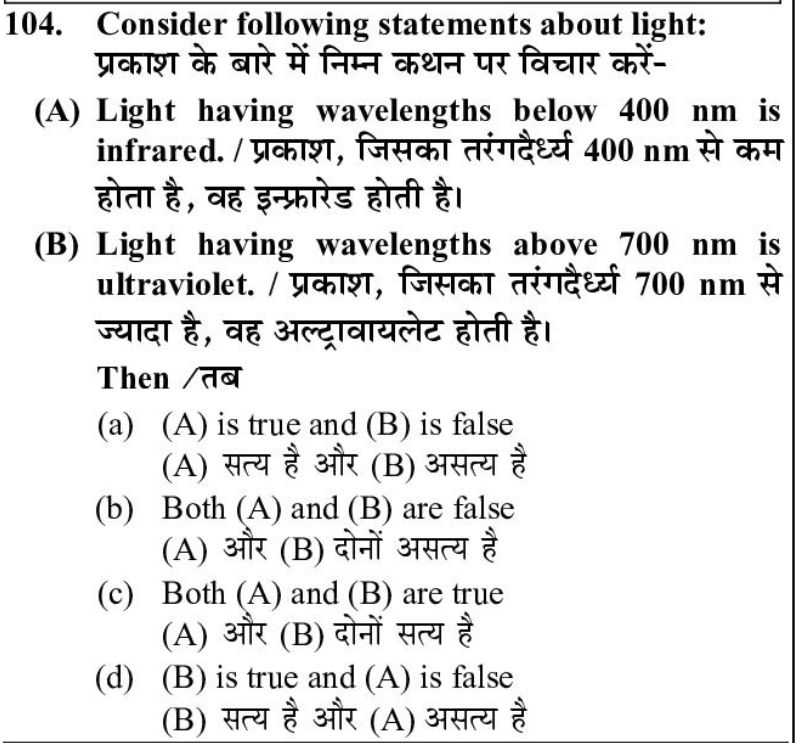 104. Consider following statements about light:
प्रकाश के बारे में निम्न कथन पर विचार करें-
(A) Light having wavelengths below 400 nm is
infrared. / प्रकाश, जिसका तरंगदैर्ध्य 400 nm से कम
होता है, वह इन्फ्रारेड होती है।
(B) Light having wavelengths above 700 nm is
ultraviolet. / प्रकाश, जिसका तरंगदैर्ध्य 700 nm से
ज्यादा है, वह अल्ट्रावायलेट होती है।
Then /तब
(a) (A) is true and (B) is false
(A) सत्य है और (B) असत्य है
(b) Both (A) and (B) are false
(A) और (B) दोनों असत्य है
(c) Both (A) and (B) are true
(A) और (B) दोनों सत्य है
(d) (B) is true and (A) is false
(B) सत्य है और (A) असत्य है